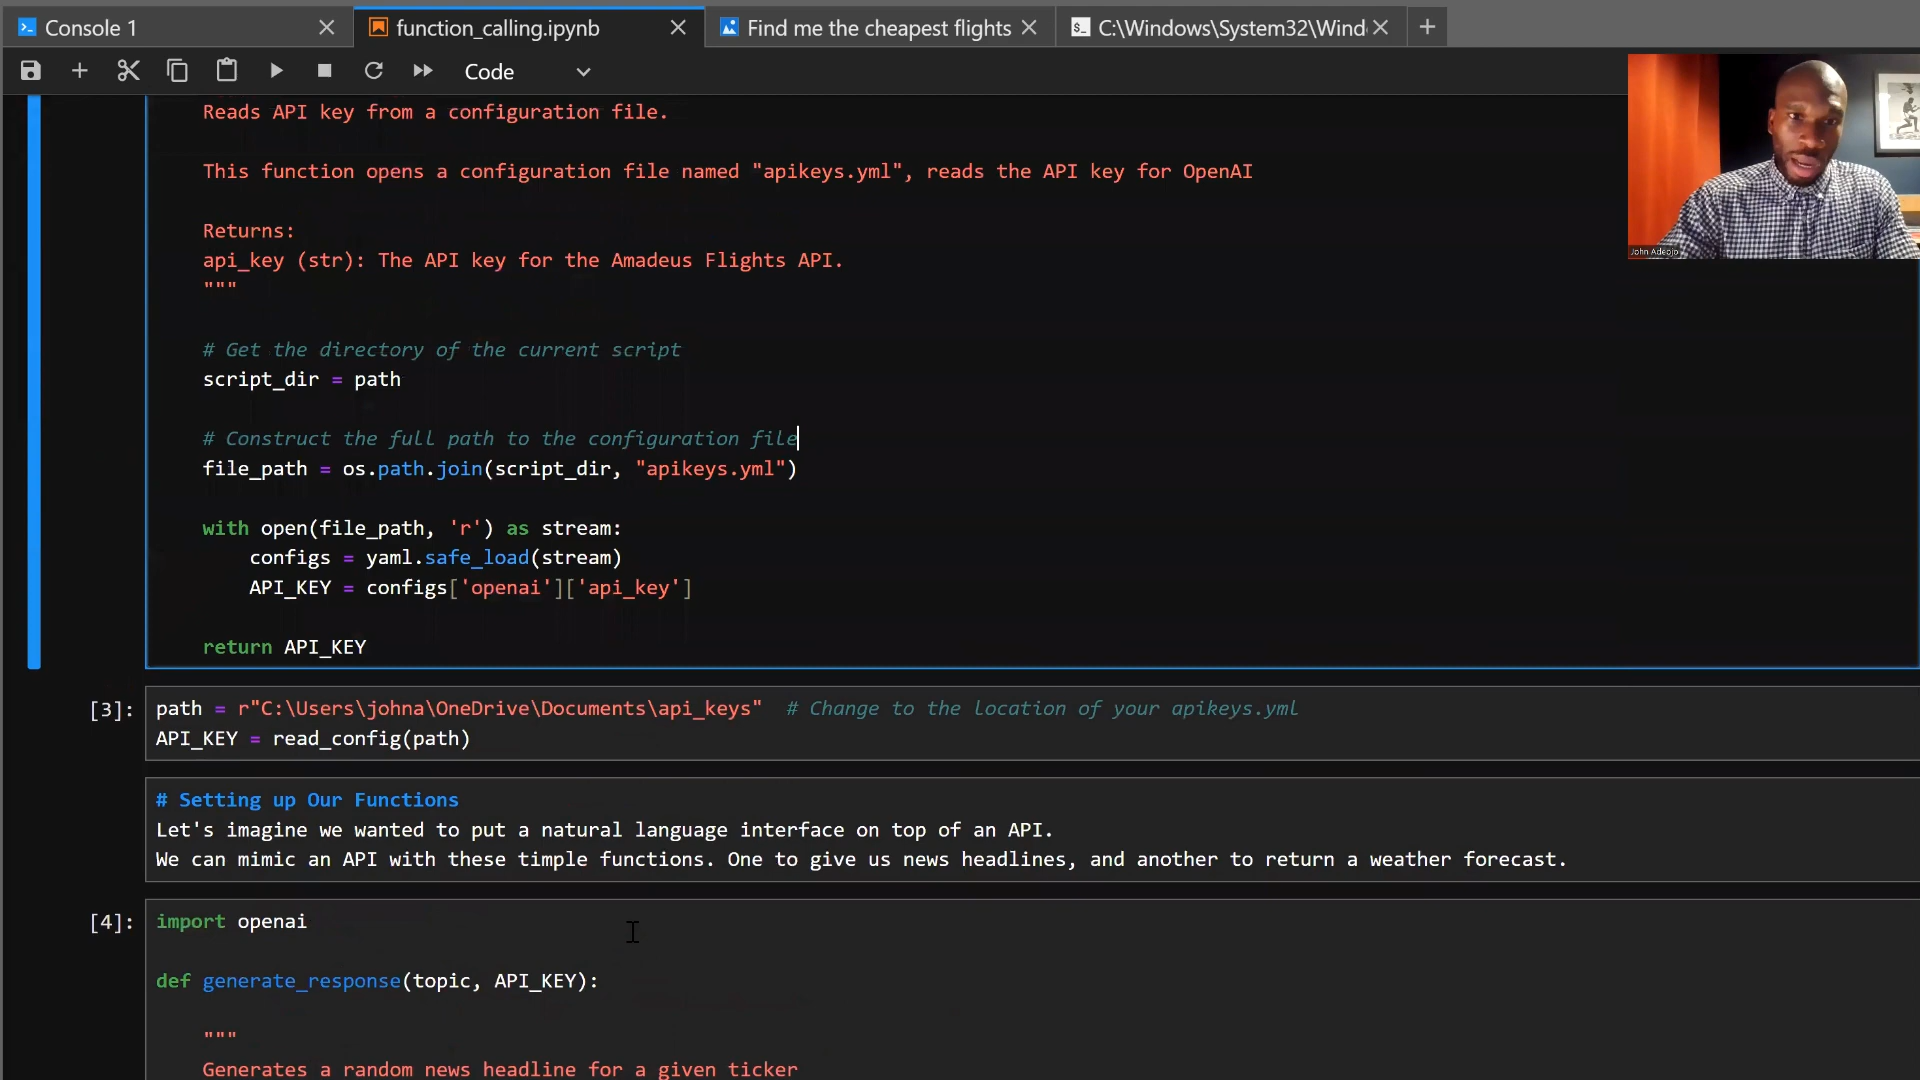 Console 1
function_calling.ipynb
Find me the cheapest flights
C:\Windows\System32\Wind
Code
Reads API key from a configuration file.
This function opens a configuration file named "apikeys.yml", reads the API key for OpenAI
Returns:
api_key (str): The API key for the Amadeus Flights API.
"""
# Get the directory of the current script
script_dir = path
# Construct the full path to the configuration file
file_path = os.path.join(script_dir, "apikeys.yml")
with open(file_path, 'r') as stream:
configs = yaml.safe_load(stream)
API_KEY = configs['openai']['api_key']
return API_KEY
[3]: path = r"C:\Users\johna\OneDrive\Documents\api_keys"  # Change to the location of your apikeys.yml
API_KEY = read_config(path)
# Setting up Our Functions
Let's imagine we wanted to put a natural language interface on top of an API.
We can mimic an API with these timple functions. One to give us news headlines, and another to return a weather forecast.
[4]: import openai
def generate_response(topic, API_KEY):
"""
Generates a random news headline for a given ticker
John Adeojo